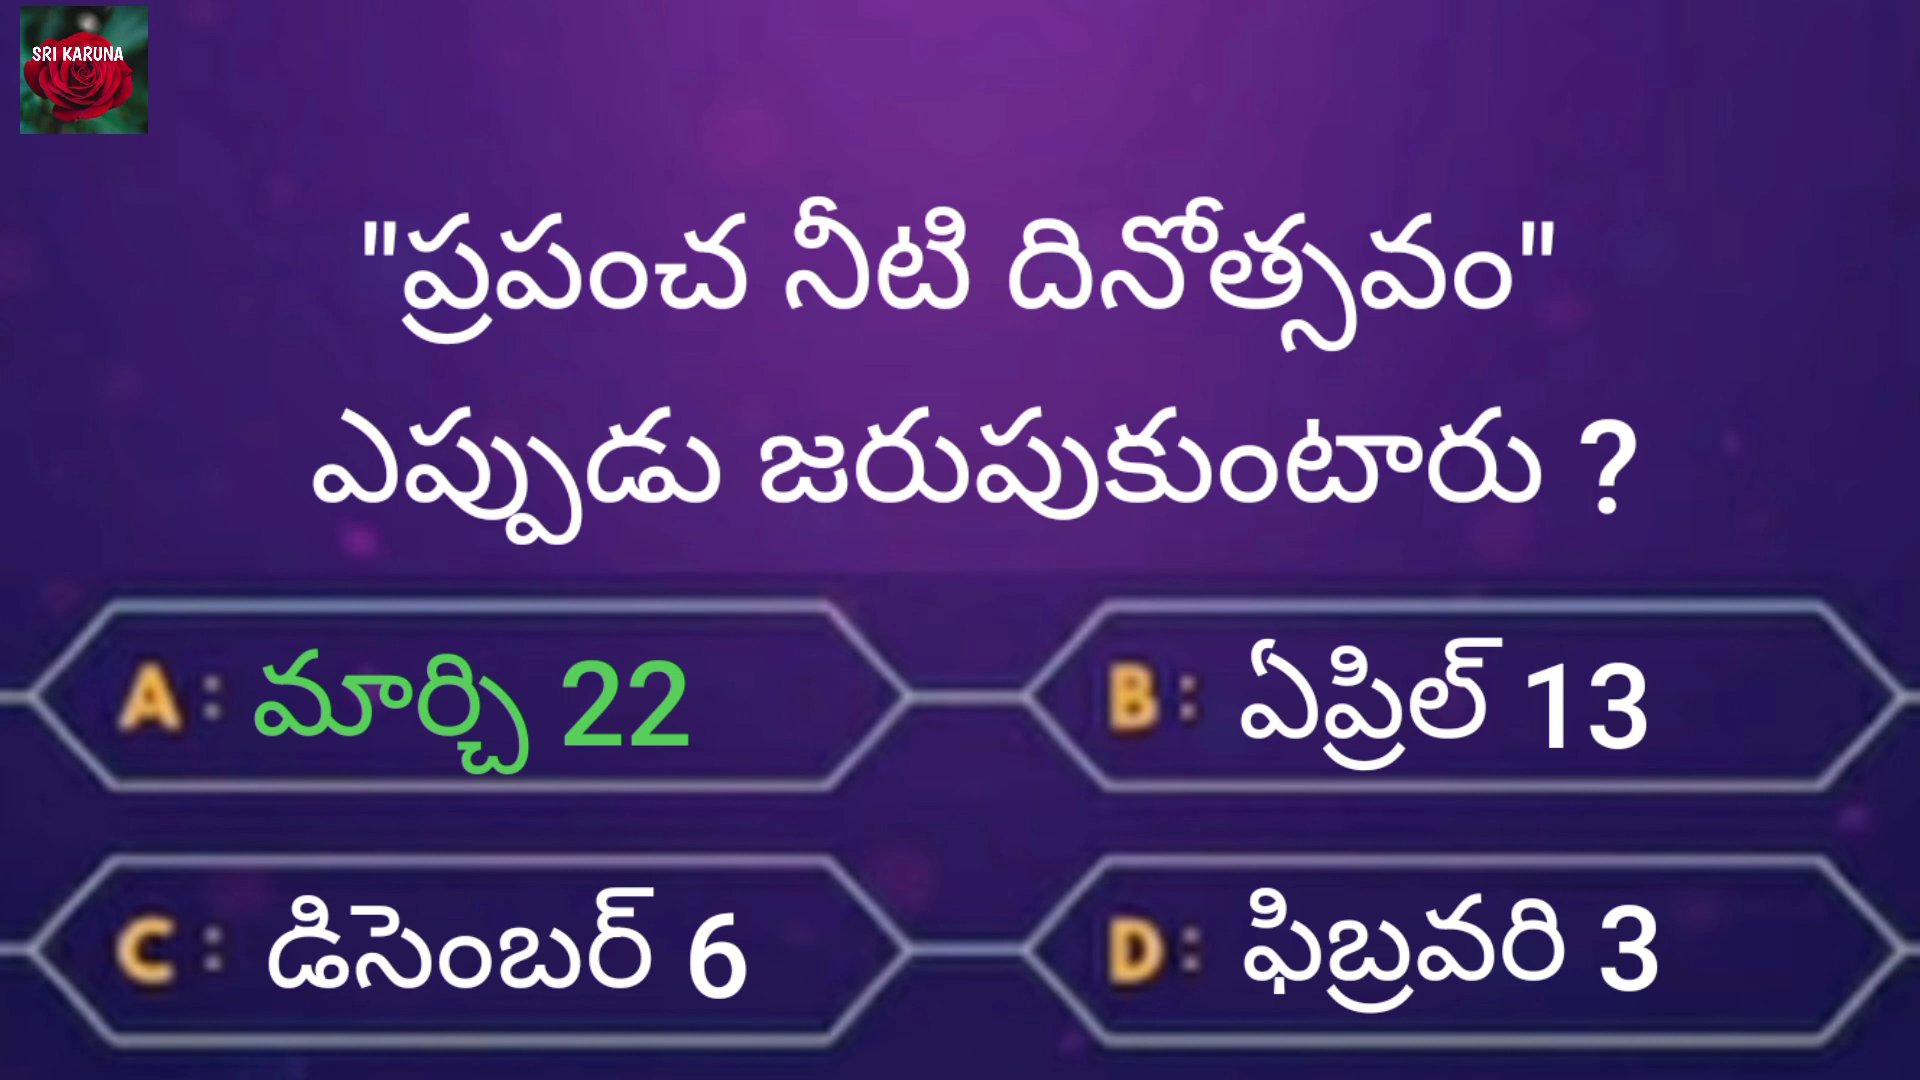 SRI KARUNA
"ప్రపంచ నీటి దినోత్సవం"
ఎప్పుడు జరుపుకుంటారు ?
A : మార్చి 22
B : ఏప్రిల్ 13
C : డిసెంబర్ 6
D : ఫిబ్రవరి 3